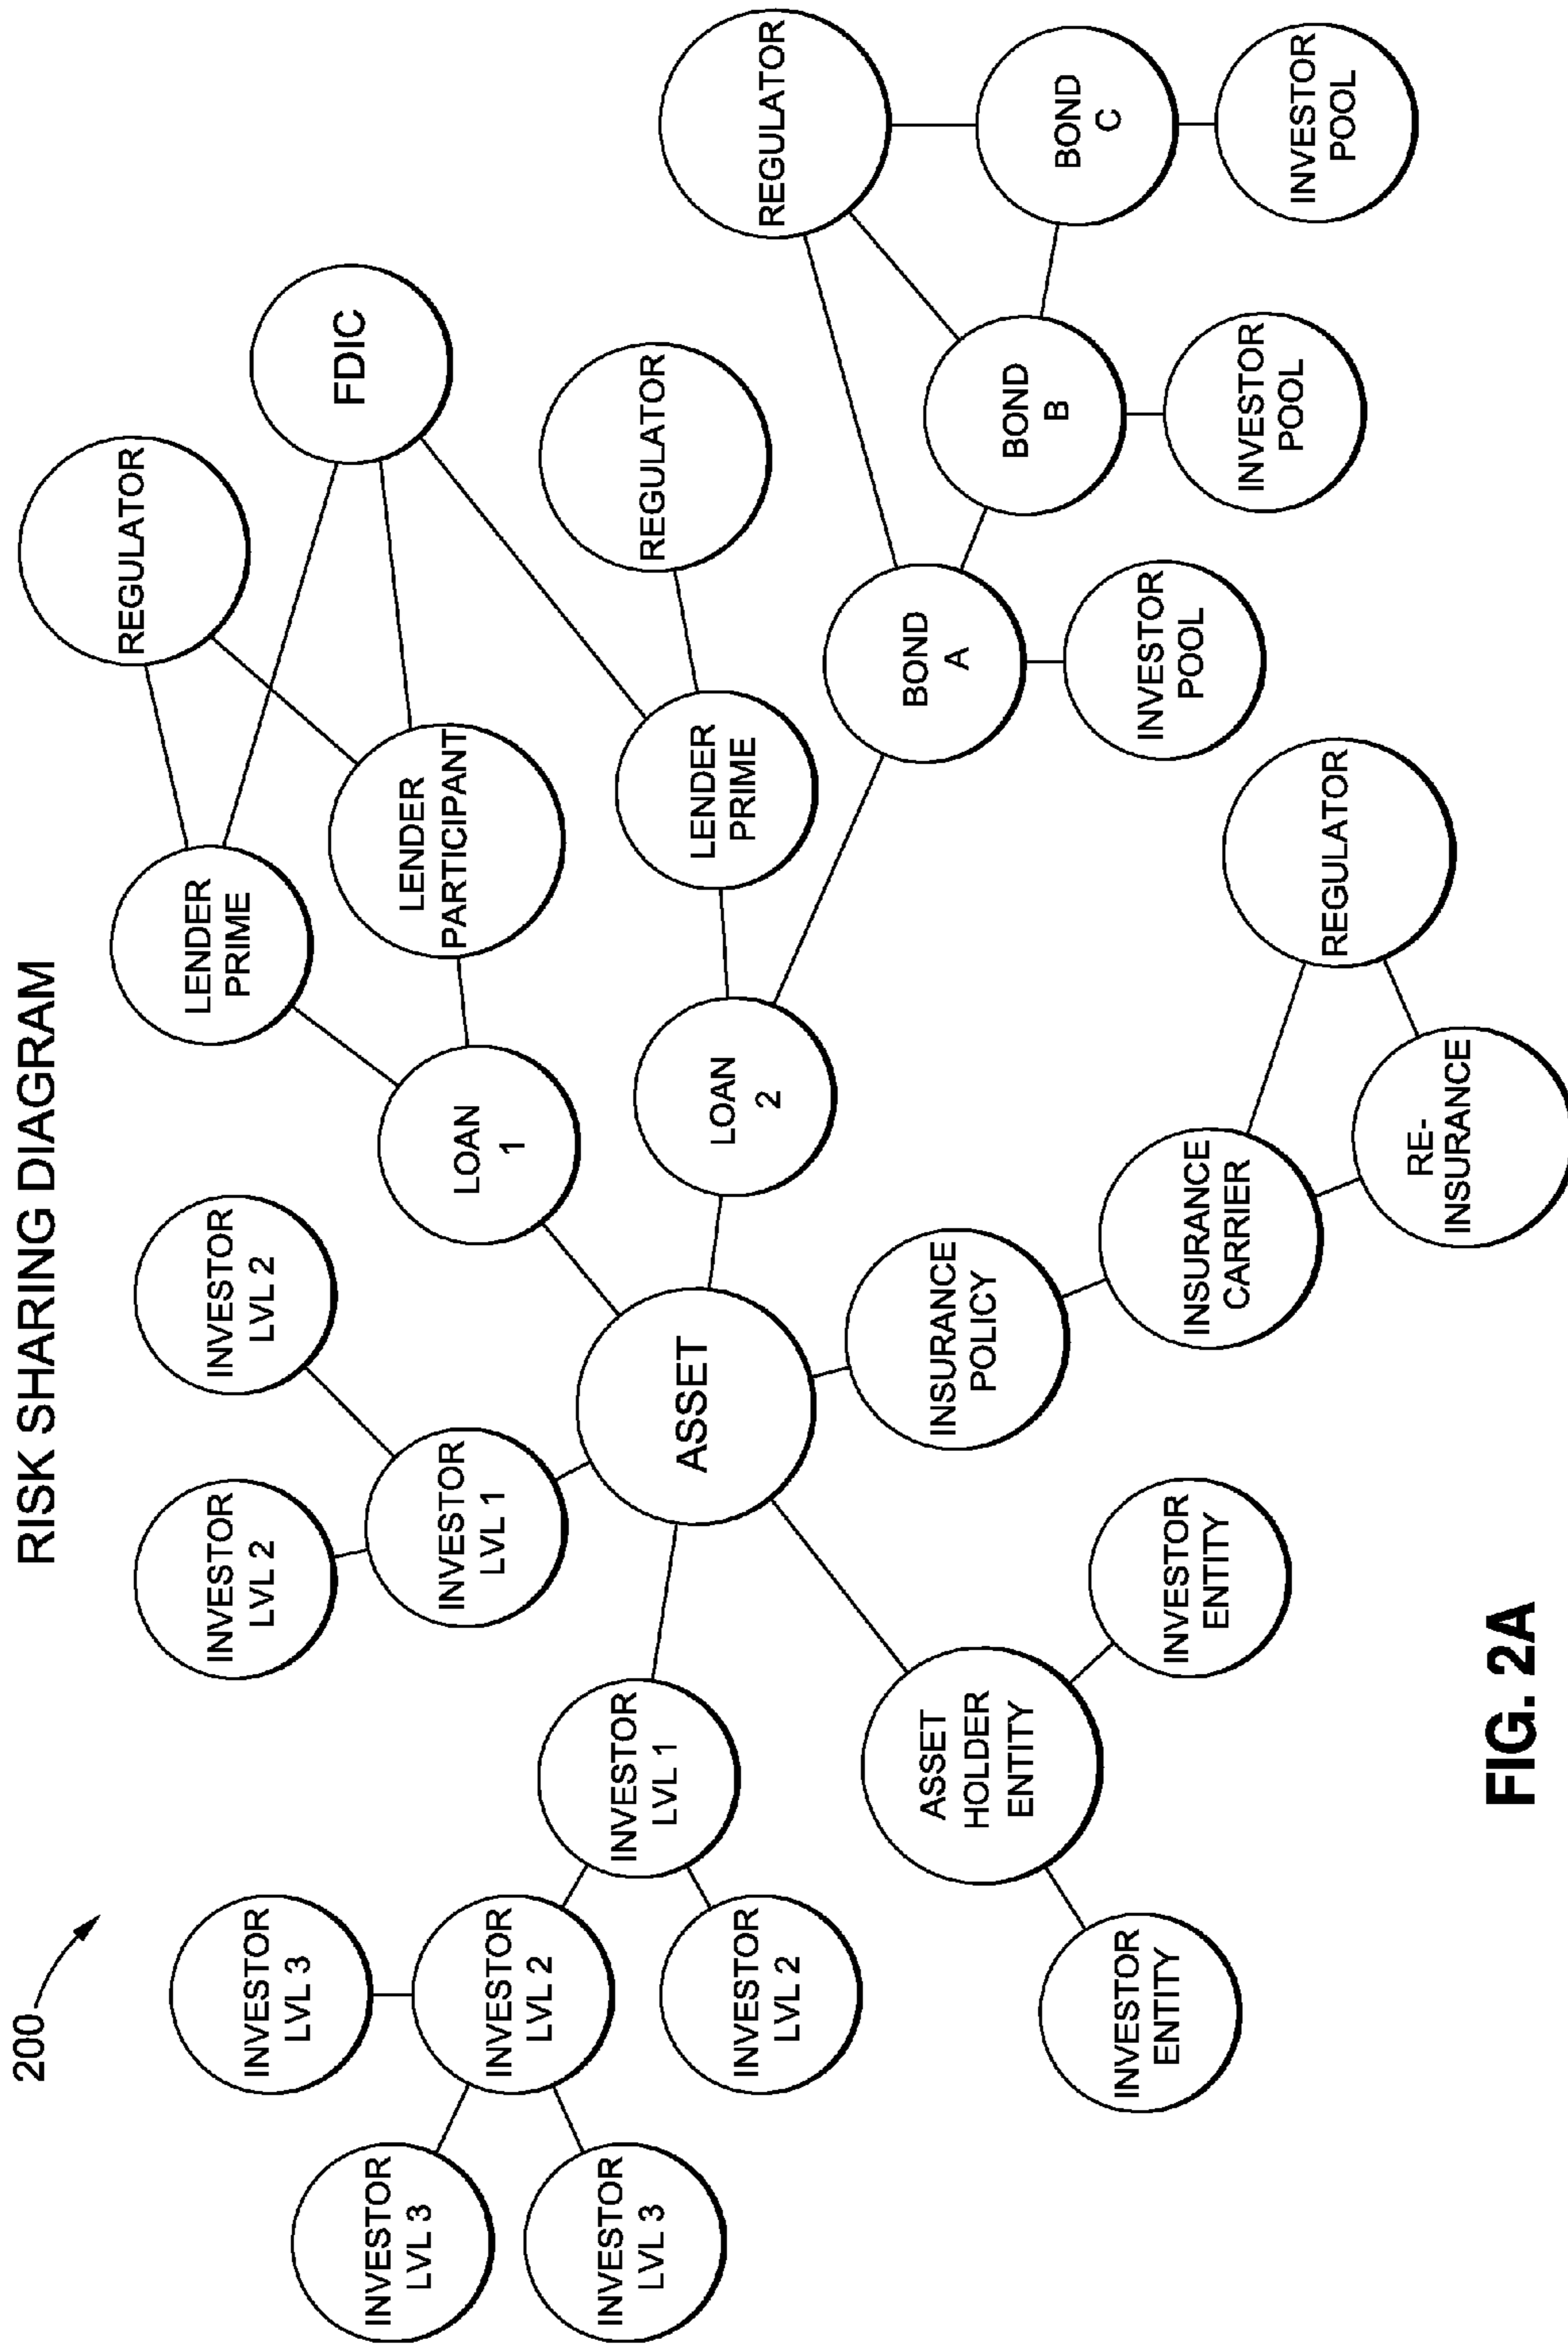 200
RISK SHARING DIAGRAM
REGULATOR
LENDER
PRIME
INVESTOR
LVL 2
INVESTOR
LVL 2
INVESTOR
LVL 3
FDIC
INVESTOR
LVL 3
LENDER
PARTICIPANT
INVESTOR
LVL 1
LOAN
1
INVESTOR
LVL 2
INVESTOR
LVL 3
INVESTOR
LVL 1
REGULATOR
ASSET
LENDER
PRIME
LOAN
2
INVESTOR
LVL 2
REGULATOR
BOND
A
INSURANCE
POLICY
ASSET
HOLDER
ENTITY
BOND
B
BOND
C
INVESTOR
ENTITY
INVESTOR
POOL
INVESTOR
ENTITY
INSURANCE
CARRIER
INVESTOR
POOL
INVESTOR
POOL
REGULATOR
RE-
INSURANCE
FIG. 2A